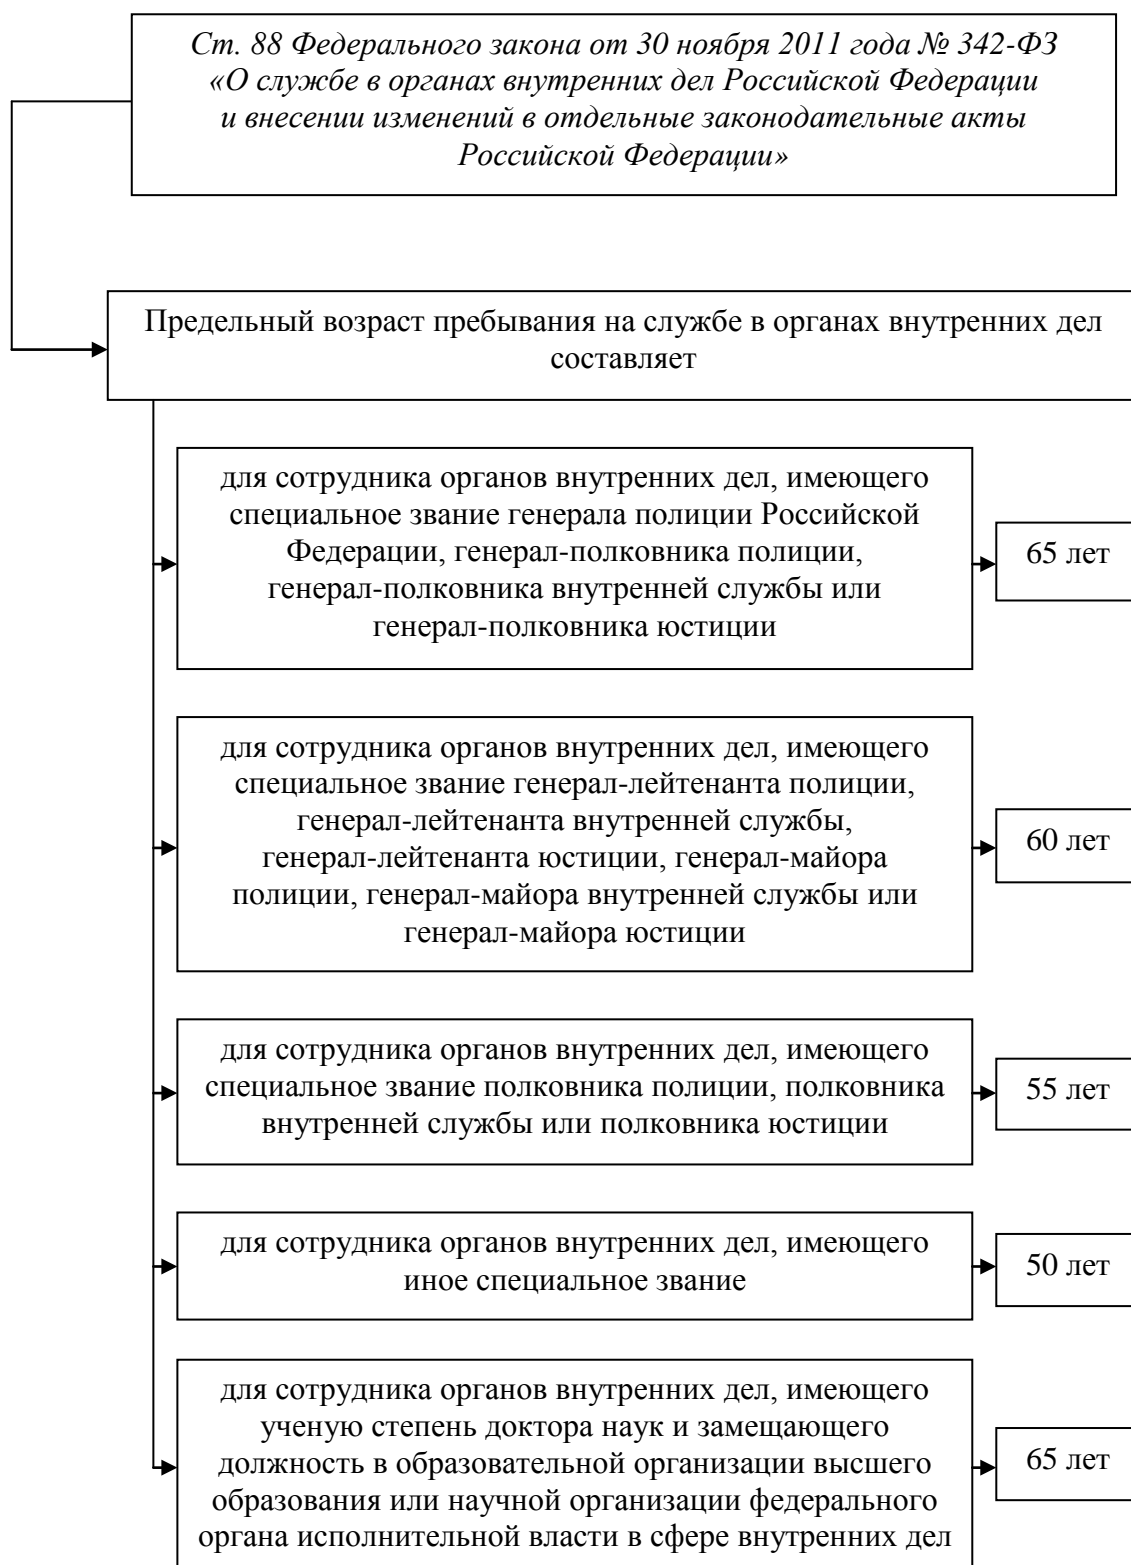 Ст. 88 Федерального закона от 30 ноября 2011 года № 342-ФЗ
«О службе в органах внутренних дел Российской Федерации
и внесении изменений в отдельные законодательные акты
Российской Федерации»
Предельный возраст пребывания на службе в органах внутренних дел
составляет
для сотрудника органов внутренних дел, имеющего
специальное звание генерала полиции Российской
Федерации, генерал-полковника полиции,
генерал-полковника внутренней службы или
генерал-полковника юстиции
65 лет
для сотрудника органов внутренних дел, имеющего
специальное звание генерал-лейтенанта полиции,
генерал-лейтенанта внутренней службы,
генерал-лейтенанта юстиции, генерал-майора
полиции, генерал-майора внутренней службы или
генерал-майора юстиции
60 лет
для сотрудника органов внутренних дел, имеющего
специальное звание полковника полиции, полковника
внутренней службы или полковника юстиции
55 лет
для сотрудника органов внутренних дел, имеющего
иное специальное звание
50 лет
для сотрудника органов внутренних дел, имеющего
ученую степень доктора наук и замещающего
должность в образовательной организации высшего
образования или научной организации федерального
органа исполнительной власти в сфере внутренних дел
65 лет